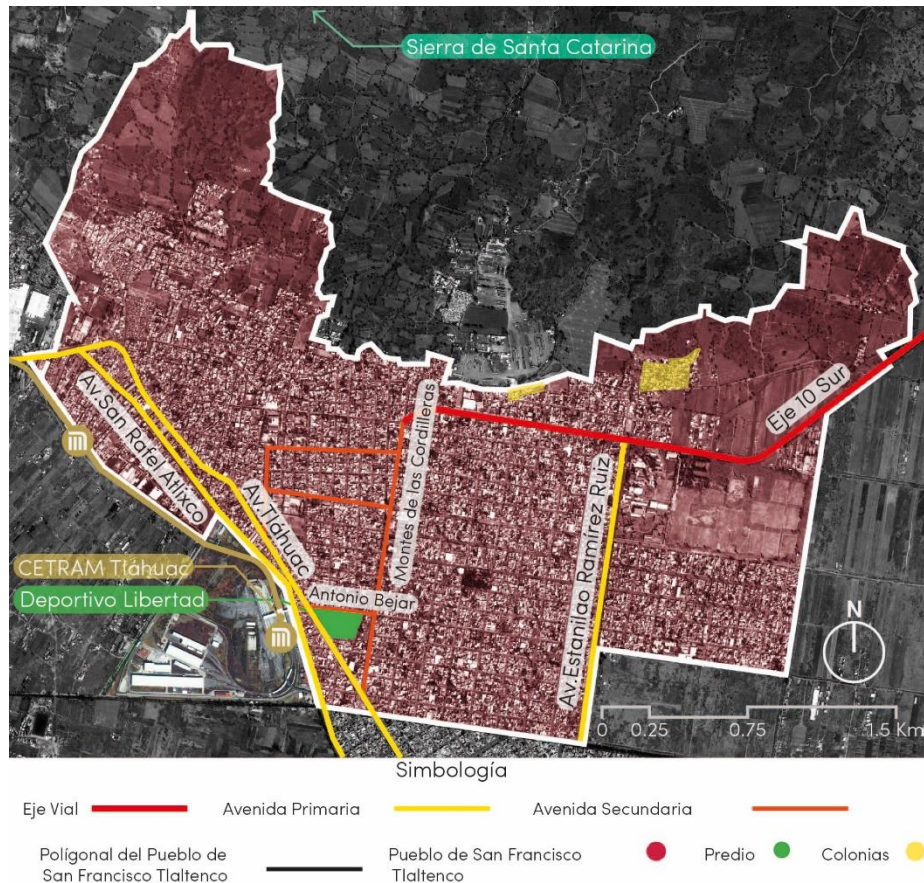 Sierra de Santa Catarina
Eje 10 Sur
Av.San Rafel Atlixco
Montes de las Cordilleras
Av.Tláhuac
Av.Estanilao Ramirez Ruiz
CETRAM Tláhuac
Antonio Bejar
Deportivo Libertad
N
0 0.25 0.75 1.5 Km
Simbología
Eje Vial Avenida Primaria Avenida Secundaria
Polígonal del Pueblo de
San Francisco Tlaltenco
Pueblo de San Francisco
Tlaltenco
Predio Colonias